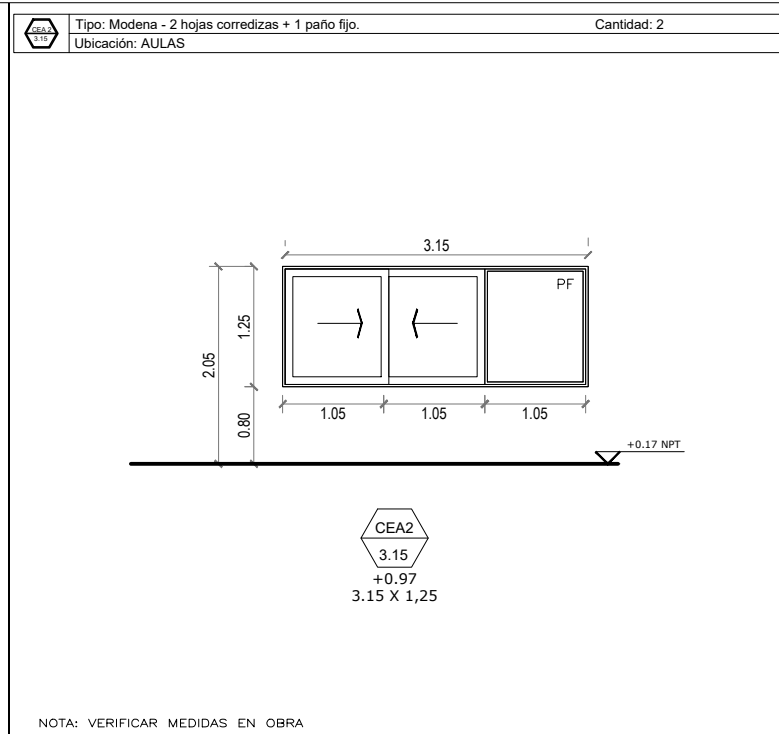 CEA 2
3.15
Tipo: Modena - 2 hojas corredizas + 1 paño fijo.
Cantidad: 2
Ubicación: AULAS
3.15
PF
1.25
2.05
0.80
1.05
1.05
1.05
+0.17 NPT
CEA2
3.15
+0.97
3.15 X 1,25
NOTA: VERIFICAR MEDIDAS EN OBRA